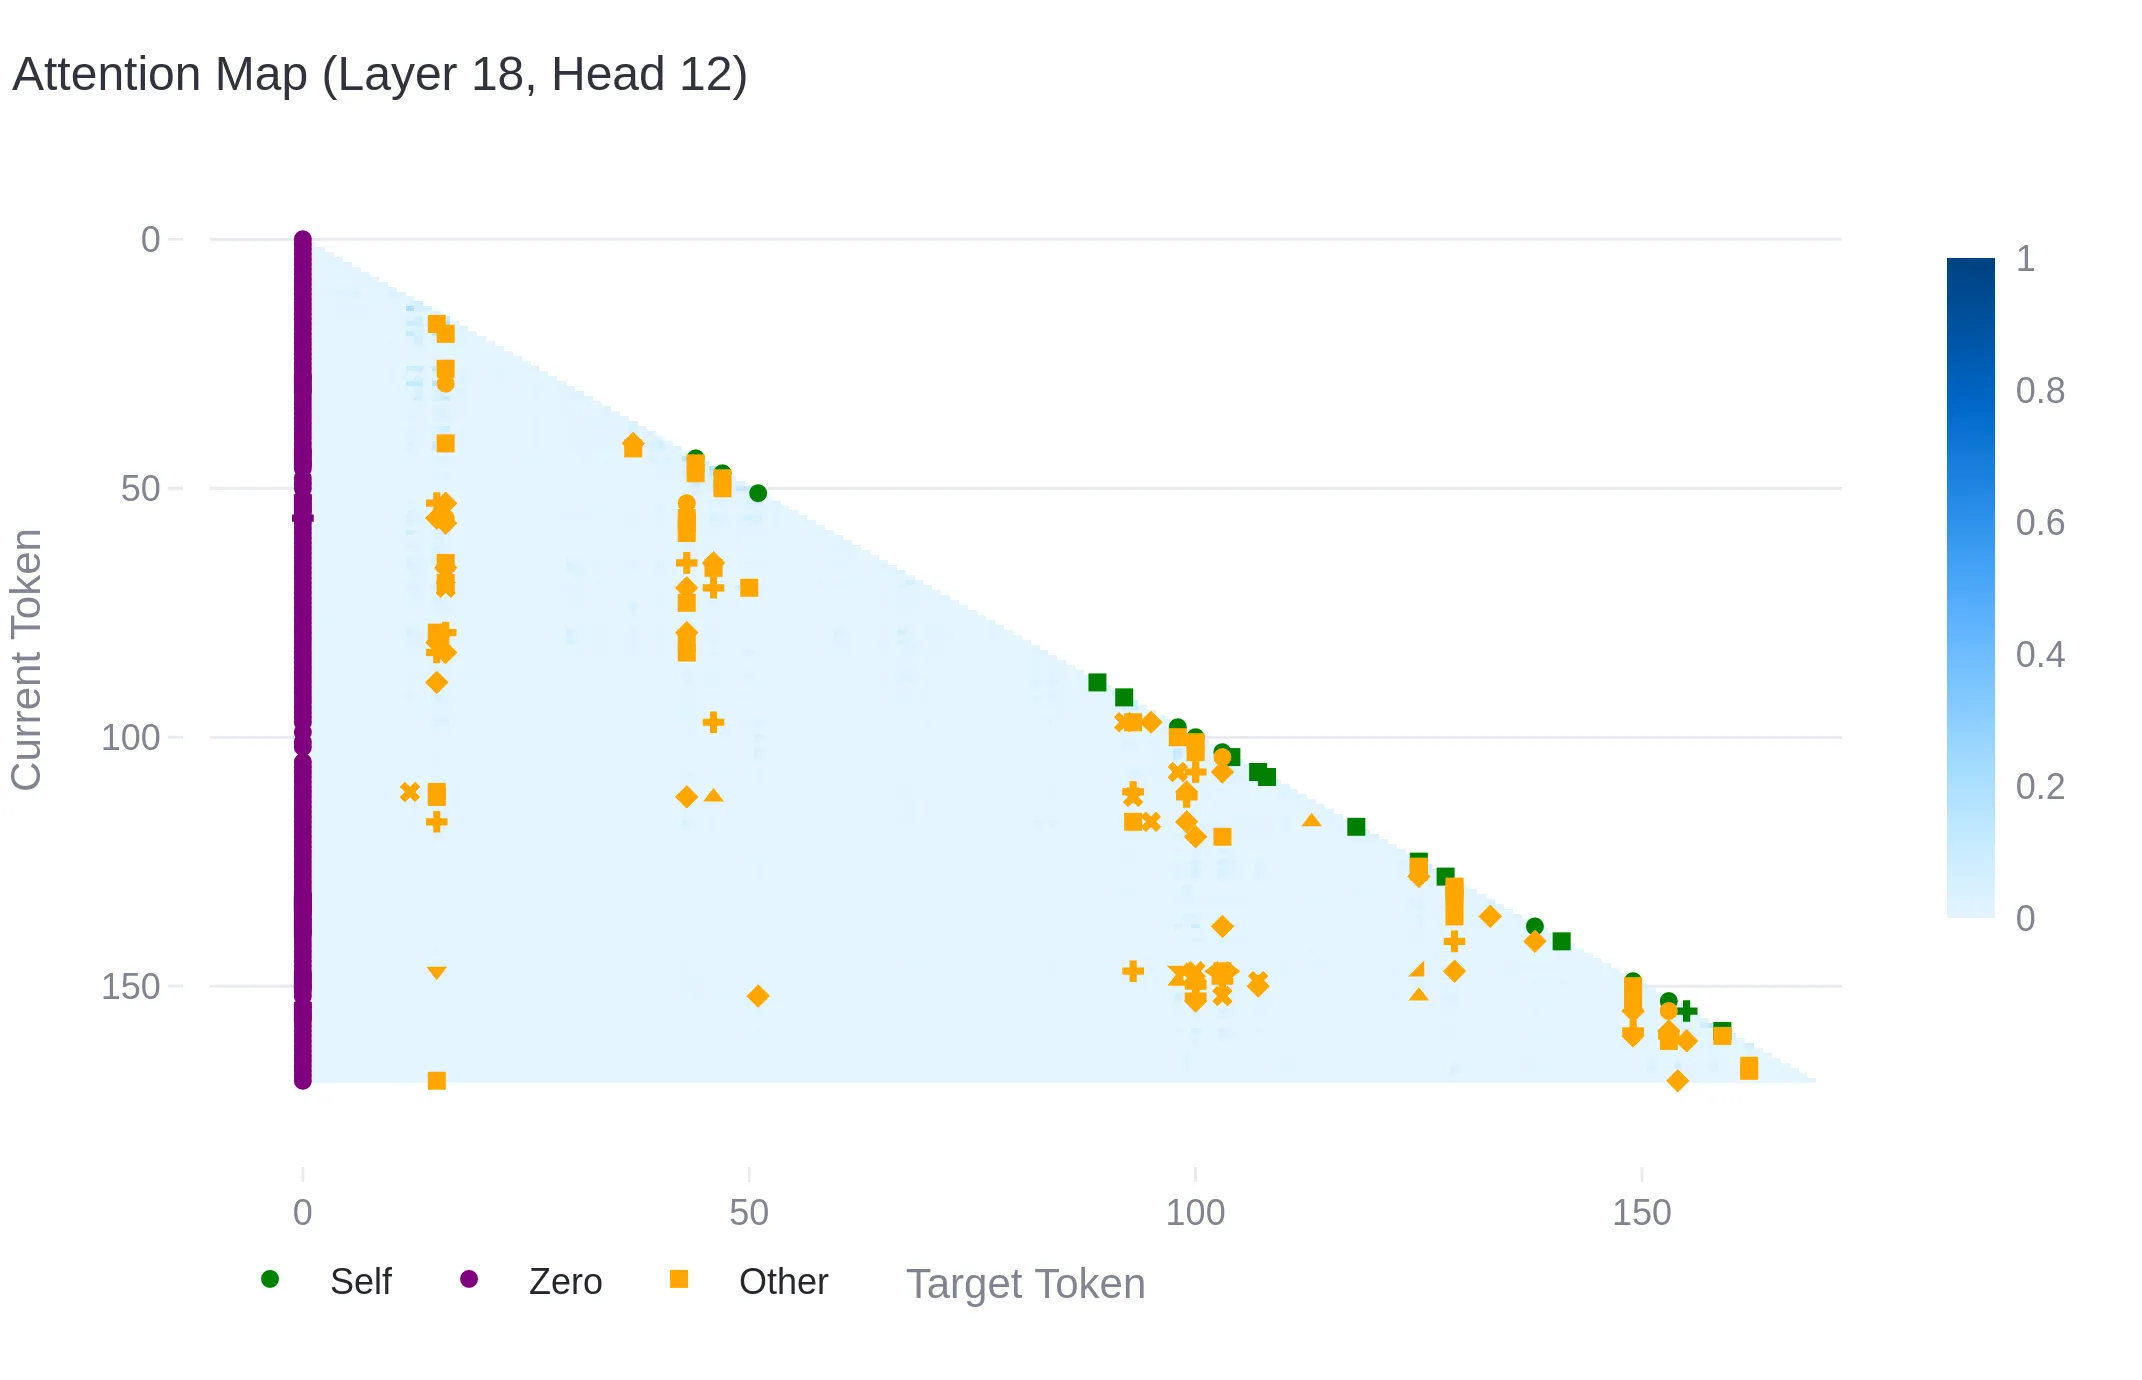 Attention Map (Layer 18, Head 12)
0
50
100
150
Current Token
1
0.8
0.6
0.4
0.2
0
0
50
100
150
Self
Zero
Other
Target Token